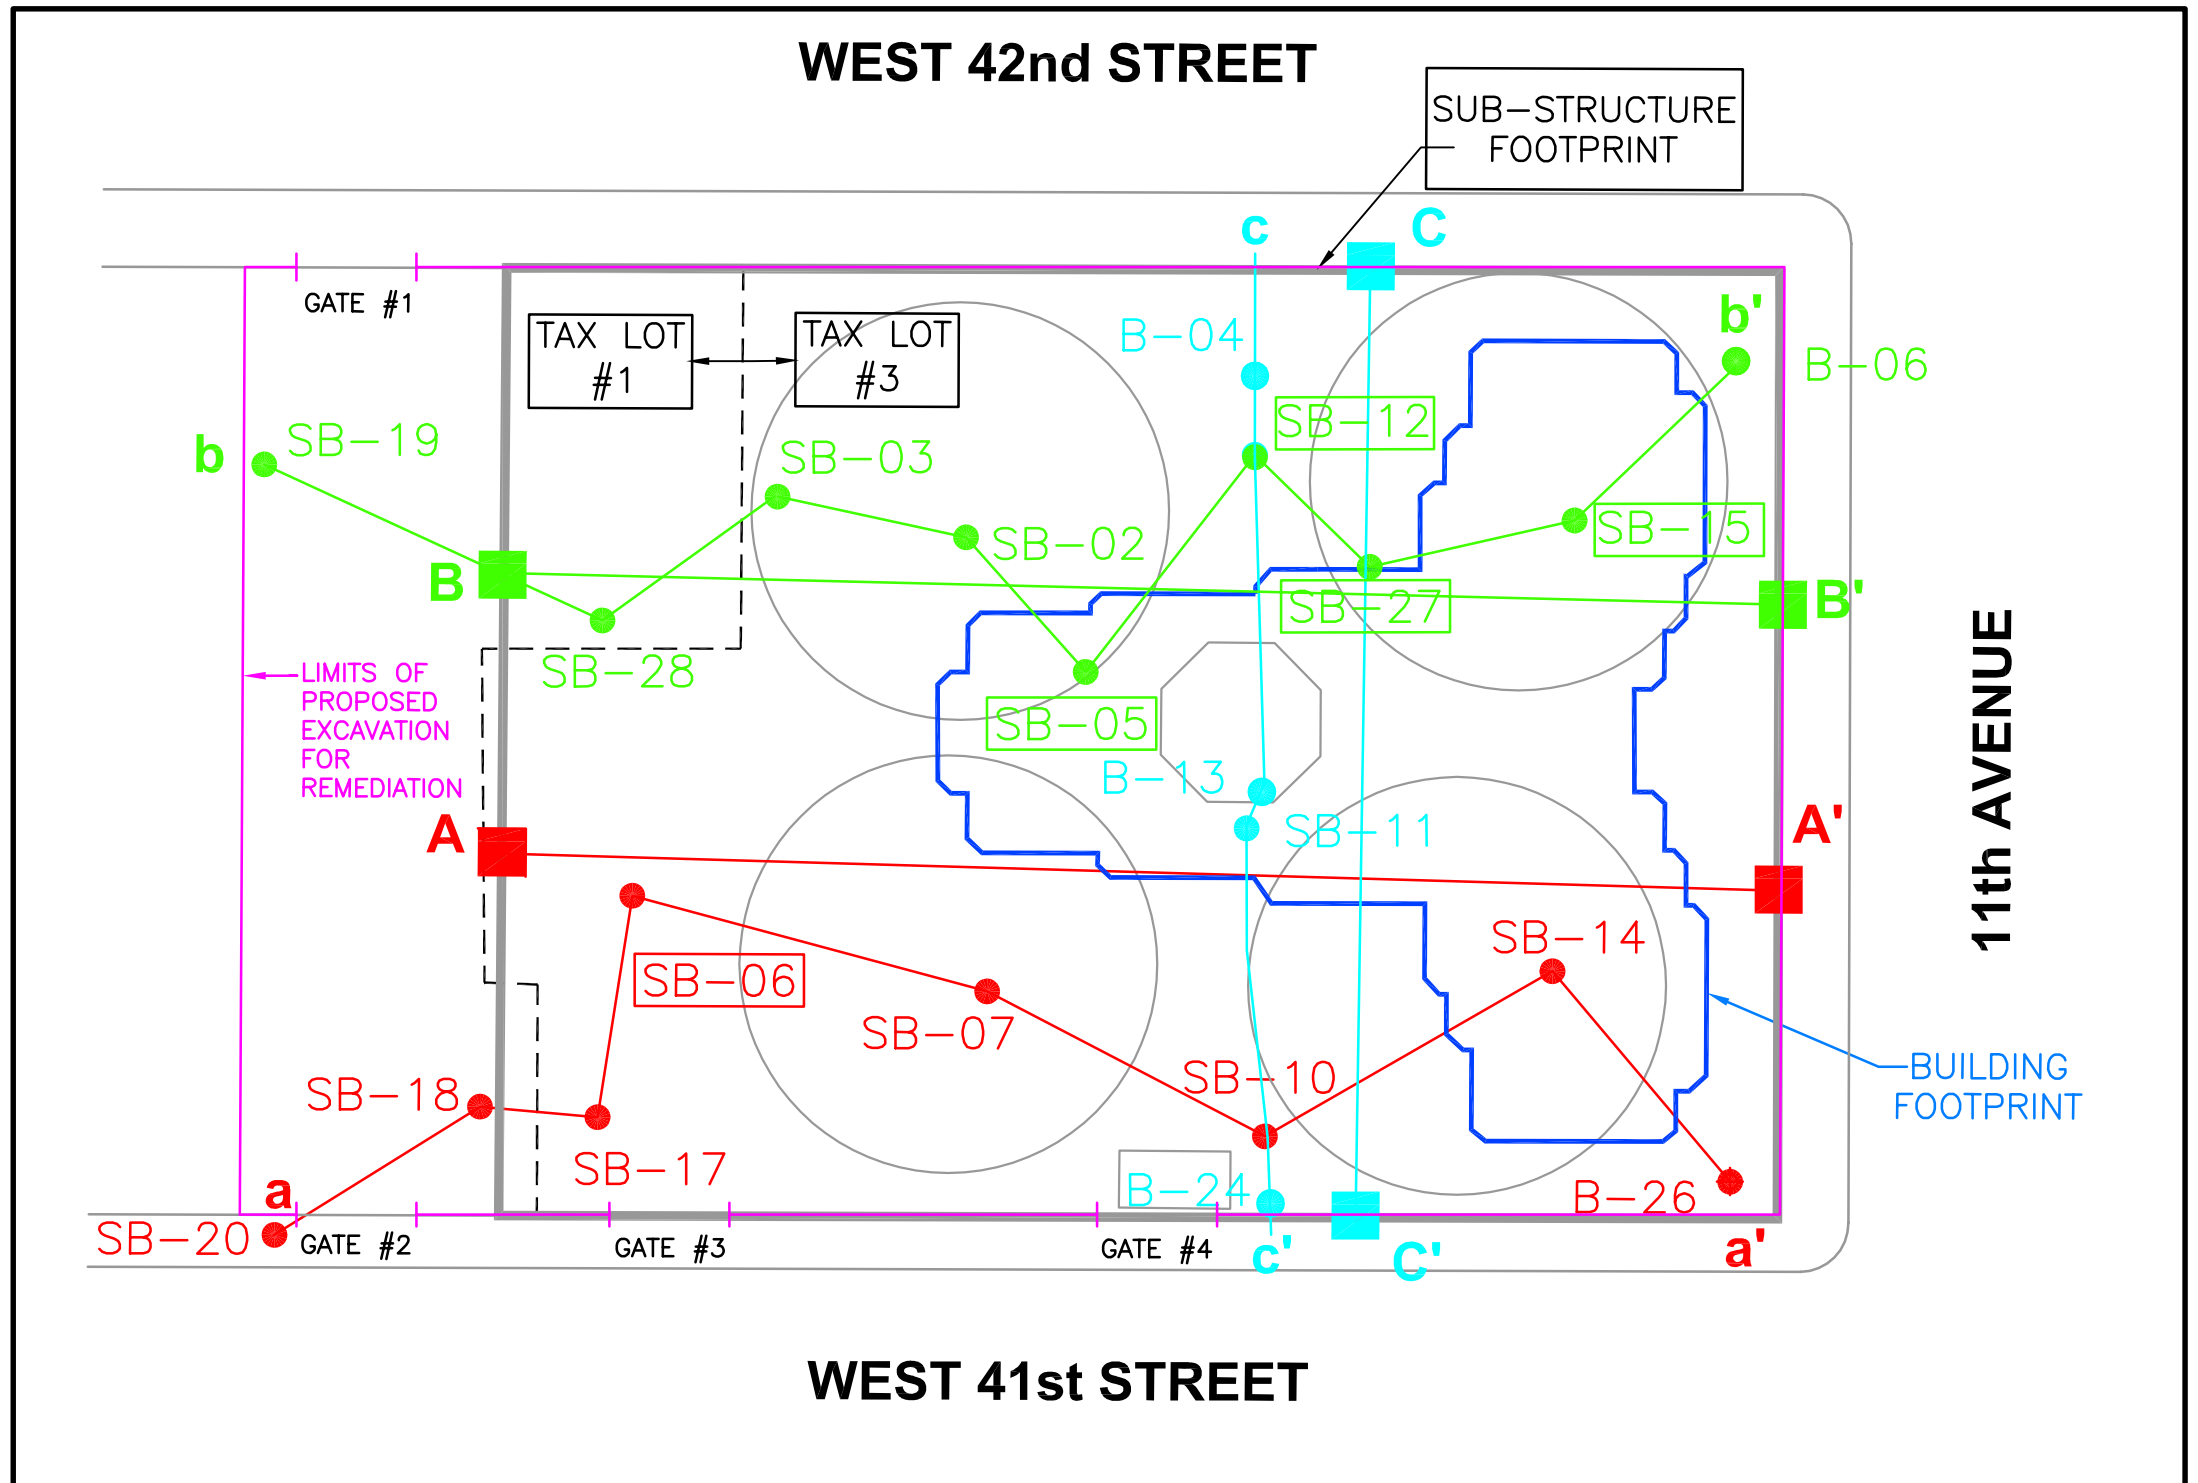 WEST 42nd STREET
SUB-STRUCTURE
FOOTPRINT
c
C
GATE #1
TAX LOT
#1
TAX LOT
#3
B-04
b'
B-06
b
SB-19
SB-03
SB-12
SB-02
SB-15
B
SB-27
B'
SB-28
SB-05
LIMITS OF
PROPOSED
EXCAVATION
FOR
REMEDIATION
B-13
SB-11
A
A'
11th AVENUE
SB-06
SB-07
SB-14
SB-18
SB-10
BUILDING
FOOTPRINT
SB-17
B-24
B-26
a
SB-20
GATE #2
GATE #3
GATE #4
c'
C'
a'
WEST 41st STREET